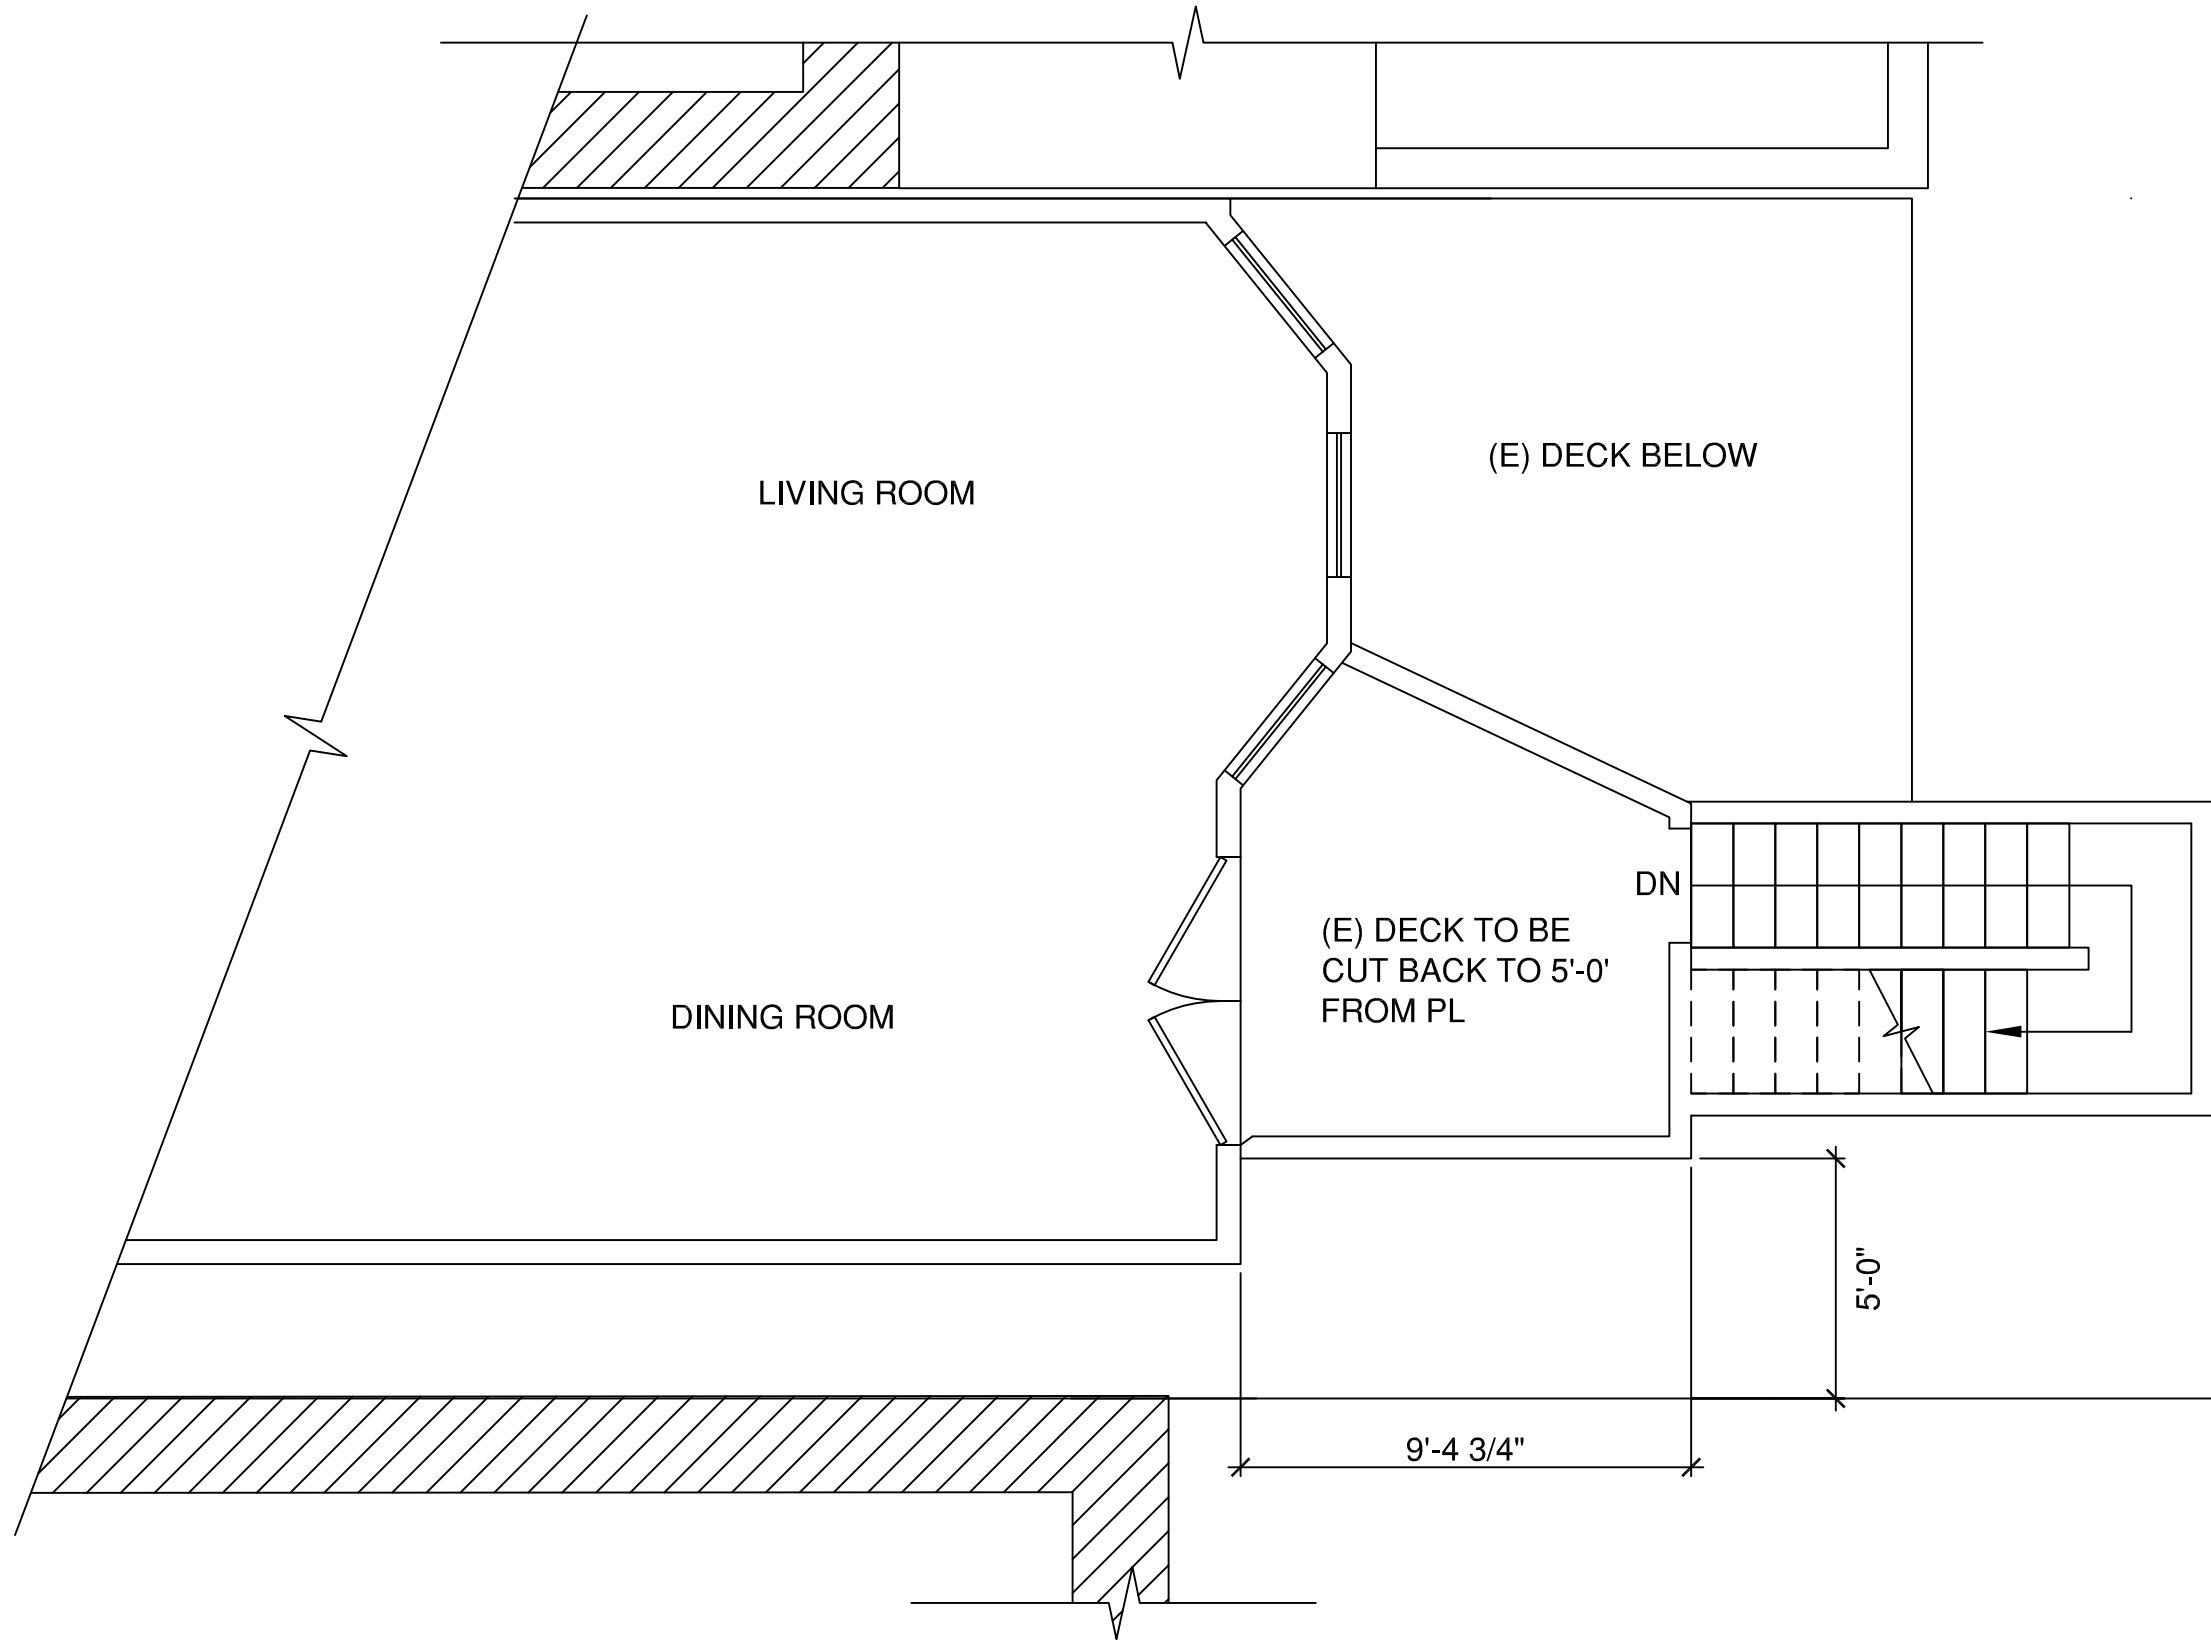 (E) DECK BELOW
LIVING ROOM
DN
(E) DECK TO BE
CUT BACK TO 5'-0'
FROM PL
DINING ROOM
5'-0"
9'-4 3/4"